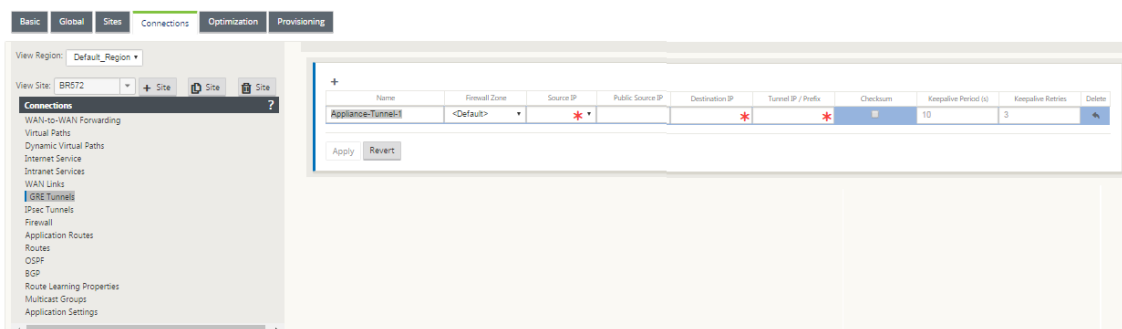 Basic Global Sites Connections Optimization Provisioning
View Region: Default_Region
View Site: BR572 + Site Site Site
Connections ?
WAN-to-WAN Forwarding
Virtual Paths
Dynamic Virtual Paths
Internet Service
Intranet Services
WAN Links
GRE Tunnels
IPsec Tunnels
Firewall
Application Routes
Routes
OSPF
BGP
Route Learning Properties
Multicast Groups
Application Settings
+
Name Firewall Zone Source IP Public Source IP Destination IP Tunnel IP / Prefix Checksum Keepalive Period (s) Keepalive Retries Delete
Appliance-Tunnel-1 <Default> * * * 10 3
Apply Revert